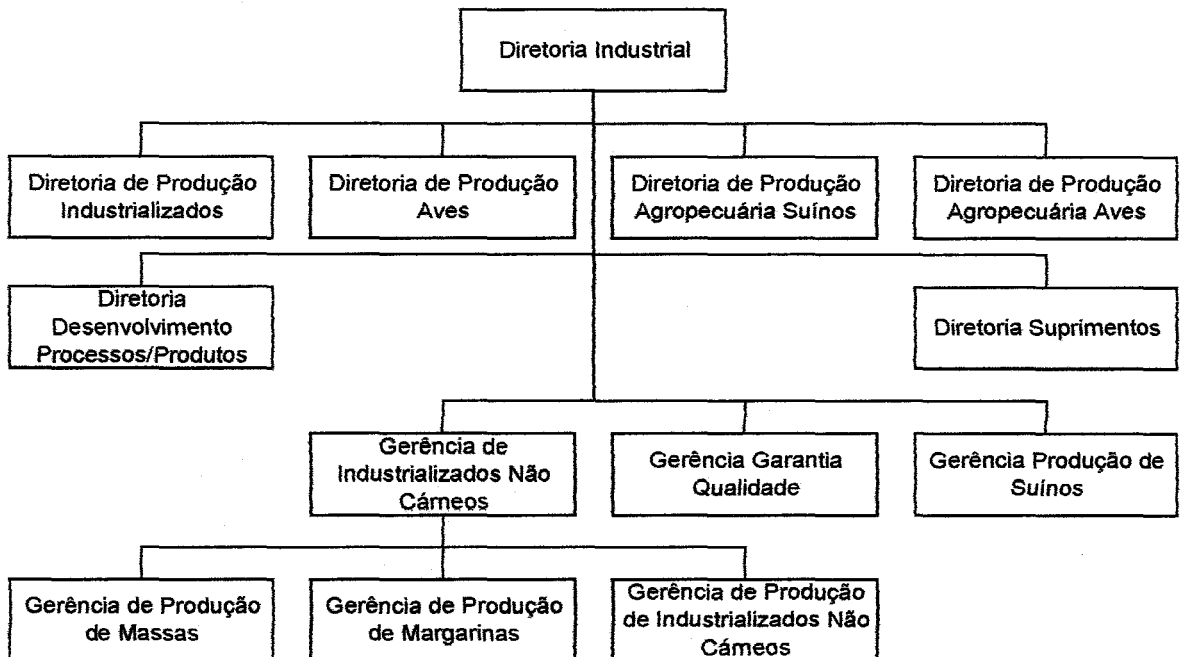 Diretoria Industrial
Diretoria de Produção
Industrializados
Diretoria de Produção
Aves
Diretoria de Produção
Agropecuária Suínos
Diretoria de Produção
Agropecuária Aves
Diretoria
Desenvolvimento
Processos/Produtos
Diretoria Suprimentos
Gerência de
Industrializados Não
Cárneos
Gerência Garantia
Qualidade
Gerência Produção de
Suínos
Gerência de Produção
de Massas
Gerência de Produção
de Margarinas
Gerência de Produção
de Industrializados Não
Cárneos